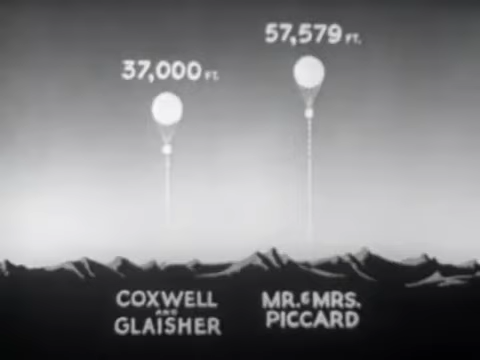 57,579 FT.
37,000 FT.
COXWELL
AND
GLAISHER
MR. & MRS.
PICCARD